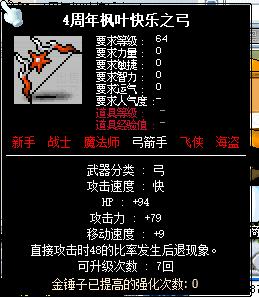 4周年枫叶快乐之弓
要求等级: 64
要求力量: 0
要求敏捷: 0
要求智力: 0
要求运气: 0
要求人气度: -
道具等级: -
道具经验值: -
新手 战士 魔法师 弓箭手 飞侠 海盗
武器分类: 弓
攻击速度: 快
HP: +94
攻击力: +79
移动速度: +9
直接攻击时48的比率发生后退现象。
可升级次数: 7回
金锤子已提高的强化次数: 0